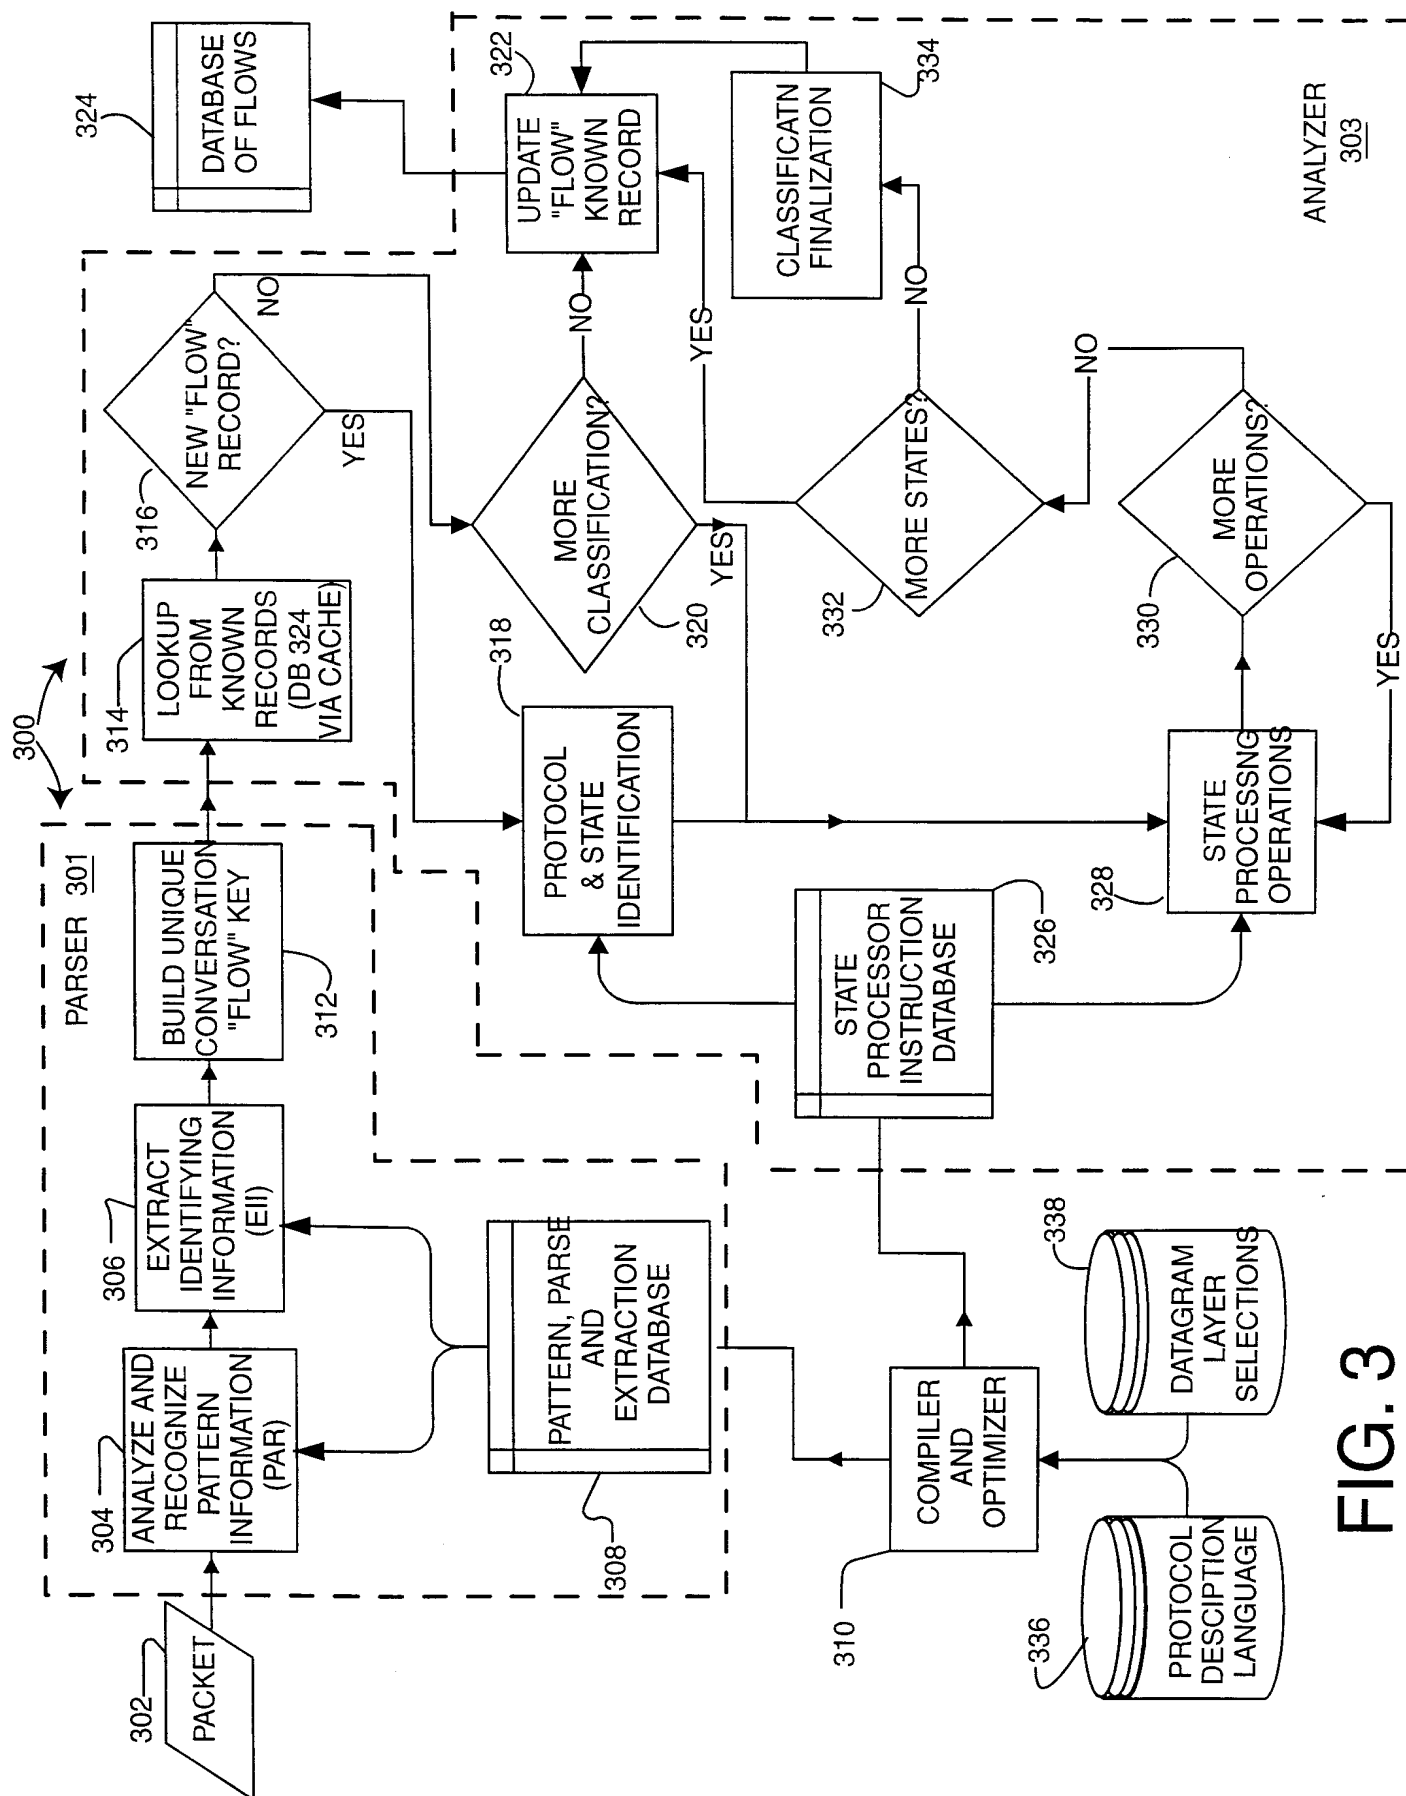 300
PARSER 301
302
PACKET
304
ANALYZE AND
RECOGNIZE
PATTERN
INFORMATION
(PAR)
306
EXTRACT
IDENTIFYING
INFORMATION
(EII)
BUILD UNIQUE
CONVERSATION
"FLOW" KEY
312
314
LOOKUP
FROM
KNOWN
RECORDS
(DB 324
VIA CACHE)
316
NEW "FLOW"
RECORD?
NO
YES
324
DATABASE
OF FLOWS
PATTERN, PARSE
AND
EXTRACTION
DATABASE
308
318
PROTOCOL
& STATE
IDENTIFICATION
MORE
CLASSIFICATION?
320
NO
YES
322
UPDATE
"FLOW"
KNOWN
RECORD
STATE
PROCESSOR
INSTRUCTION
DATABASE
326
332
MORE STATES?
YES
NO
CLASSIFICATN
FINALIZATION
334
310
COMPILER
AND
OPTIMIZER
328
STATE
PROCESSNG
OPERATIONS
330
MORE
OPERATIONS?
NO
YES
336
PROTOCOL
DESCIPTION
LANGUAGE
338
DATAGRAM
LAYER
SELECTIONS
ANALYZER
303
FIG. 3